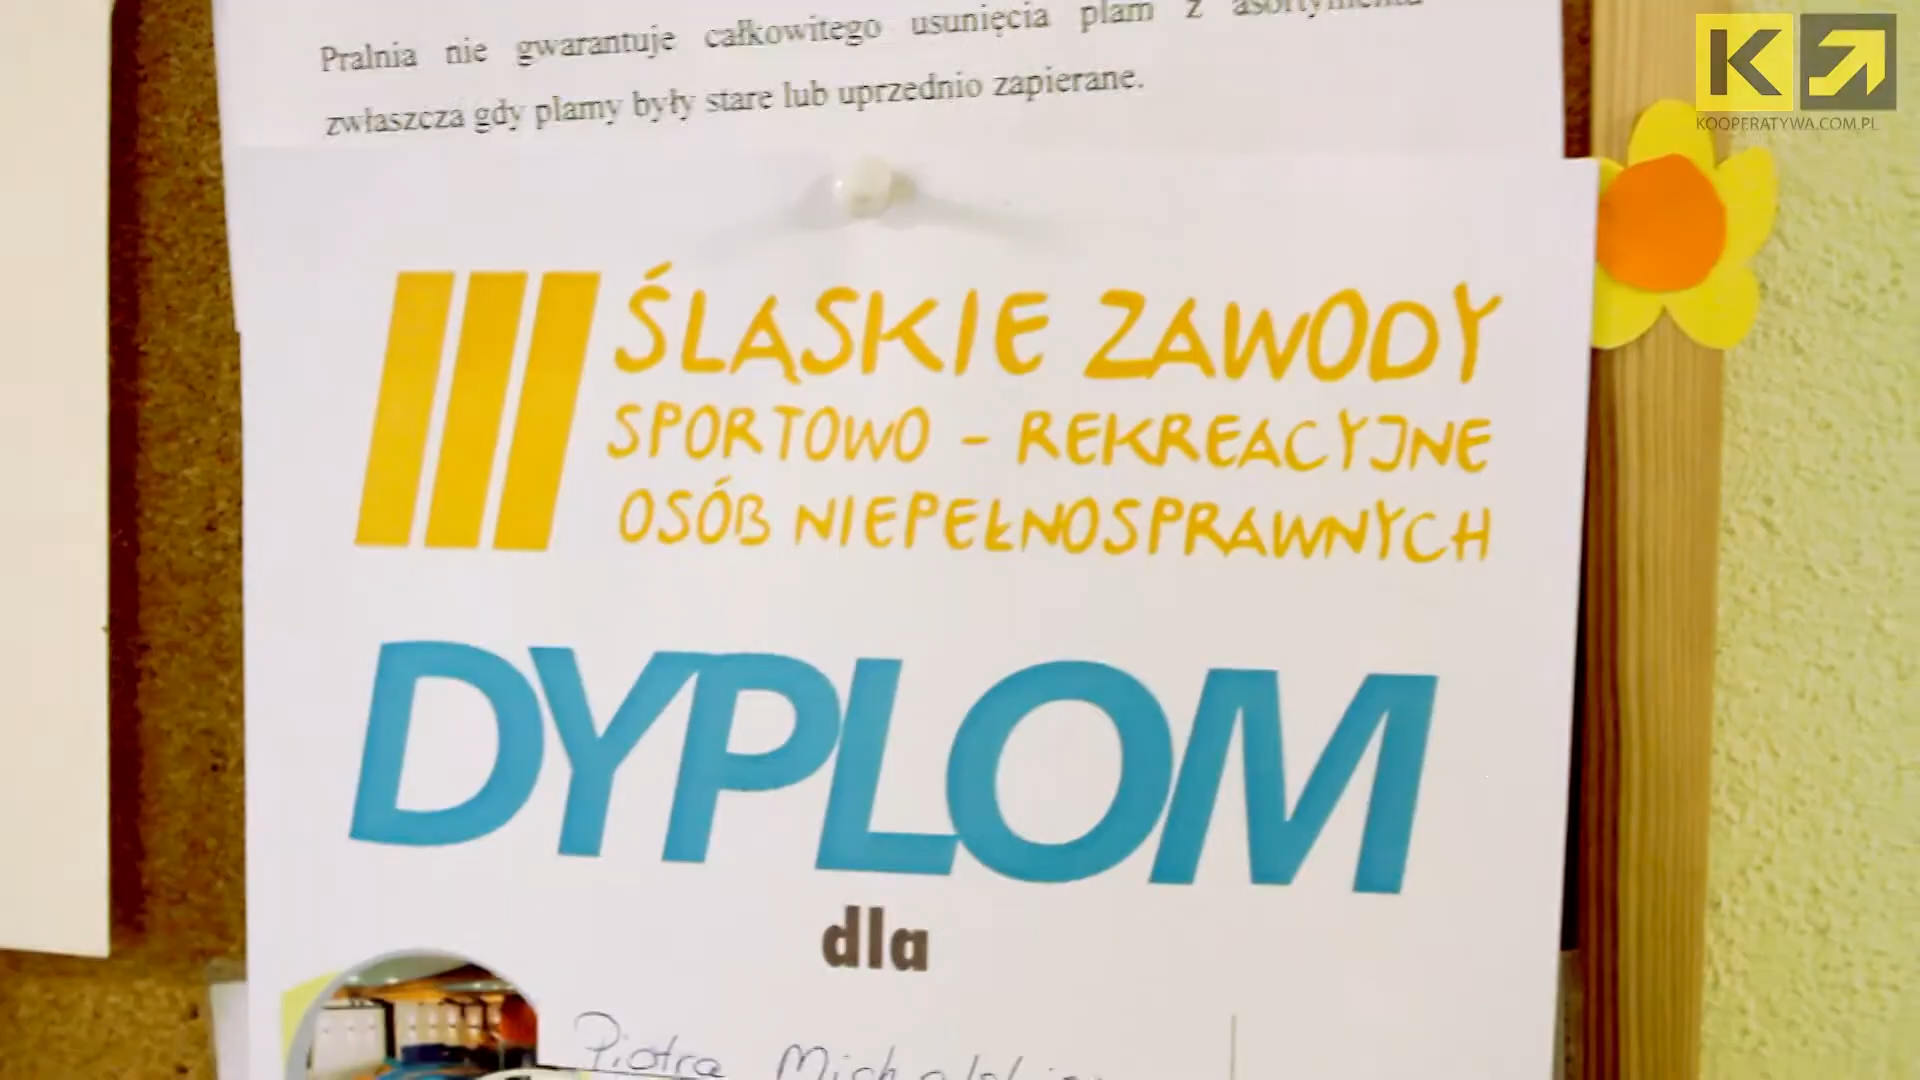 Pralnia nie gwarantuje całkowitego usunięcia plam z asortymentu
zwłaszcza gdy plamy były stare lub uprzednio zapierane.
K
KOOPERATYWA.COM.PL
III ŚLĄSKIE ZAWODY
SPORTOWO - REKREACYJNE
OSÓB NIEPEŁNOSPRAWNYCH
DYPLOM
dla
Piotra